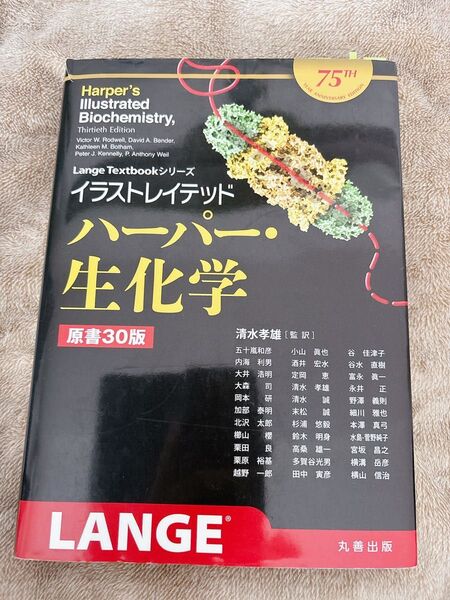 75TH
YEAR ANNIVERSARY EDITION
Harper's
Illustrated
Biochemistry,
Thirtieth Edition
Victor W. Rodwell, David A. Bender,
Kathleen M. Botham,
Peter J. Kennelly, P. Anthony Weil
Lange Textbookシリーズ
イラストレイテッド
ハーパー・
生化学
原書30版
清水孝雄[監訳]
五十嵐和彦 小山 眞也 谷 佳津子
内海 利男 酒井 宏水 谷水 直樹
大井 浩明 定岡 恵 富永 眞一
大森 司 清水 孝雄 永井 正
岡本 研 清水 誠 野澤 義則
加部 泰明 末松 誠 細川 雅也
北沢 太郎 杉浦 悠毅 本澤 真弓
櫛山 櫻 鈴木 明身 水島-菅野純子
栗田 良 高桑 雄一 宮坂 昌之
栗原 裕基 多賀谷光男 横溝 岳彦
越野 一郎 田中 寅彦 横山 信治
LANGE®
丸善出版